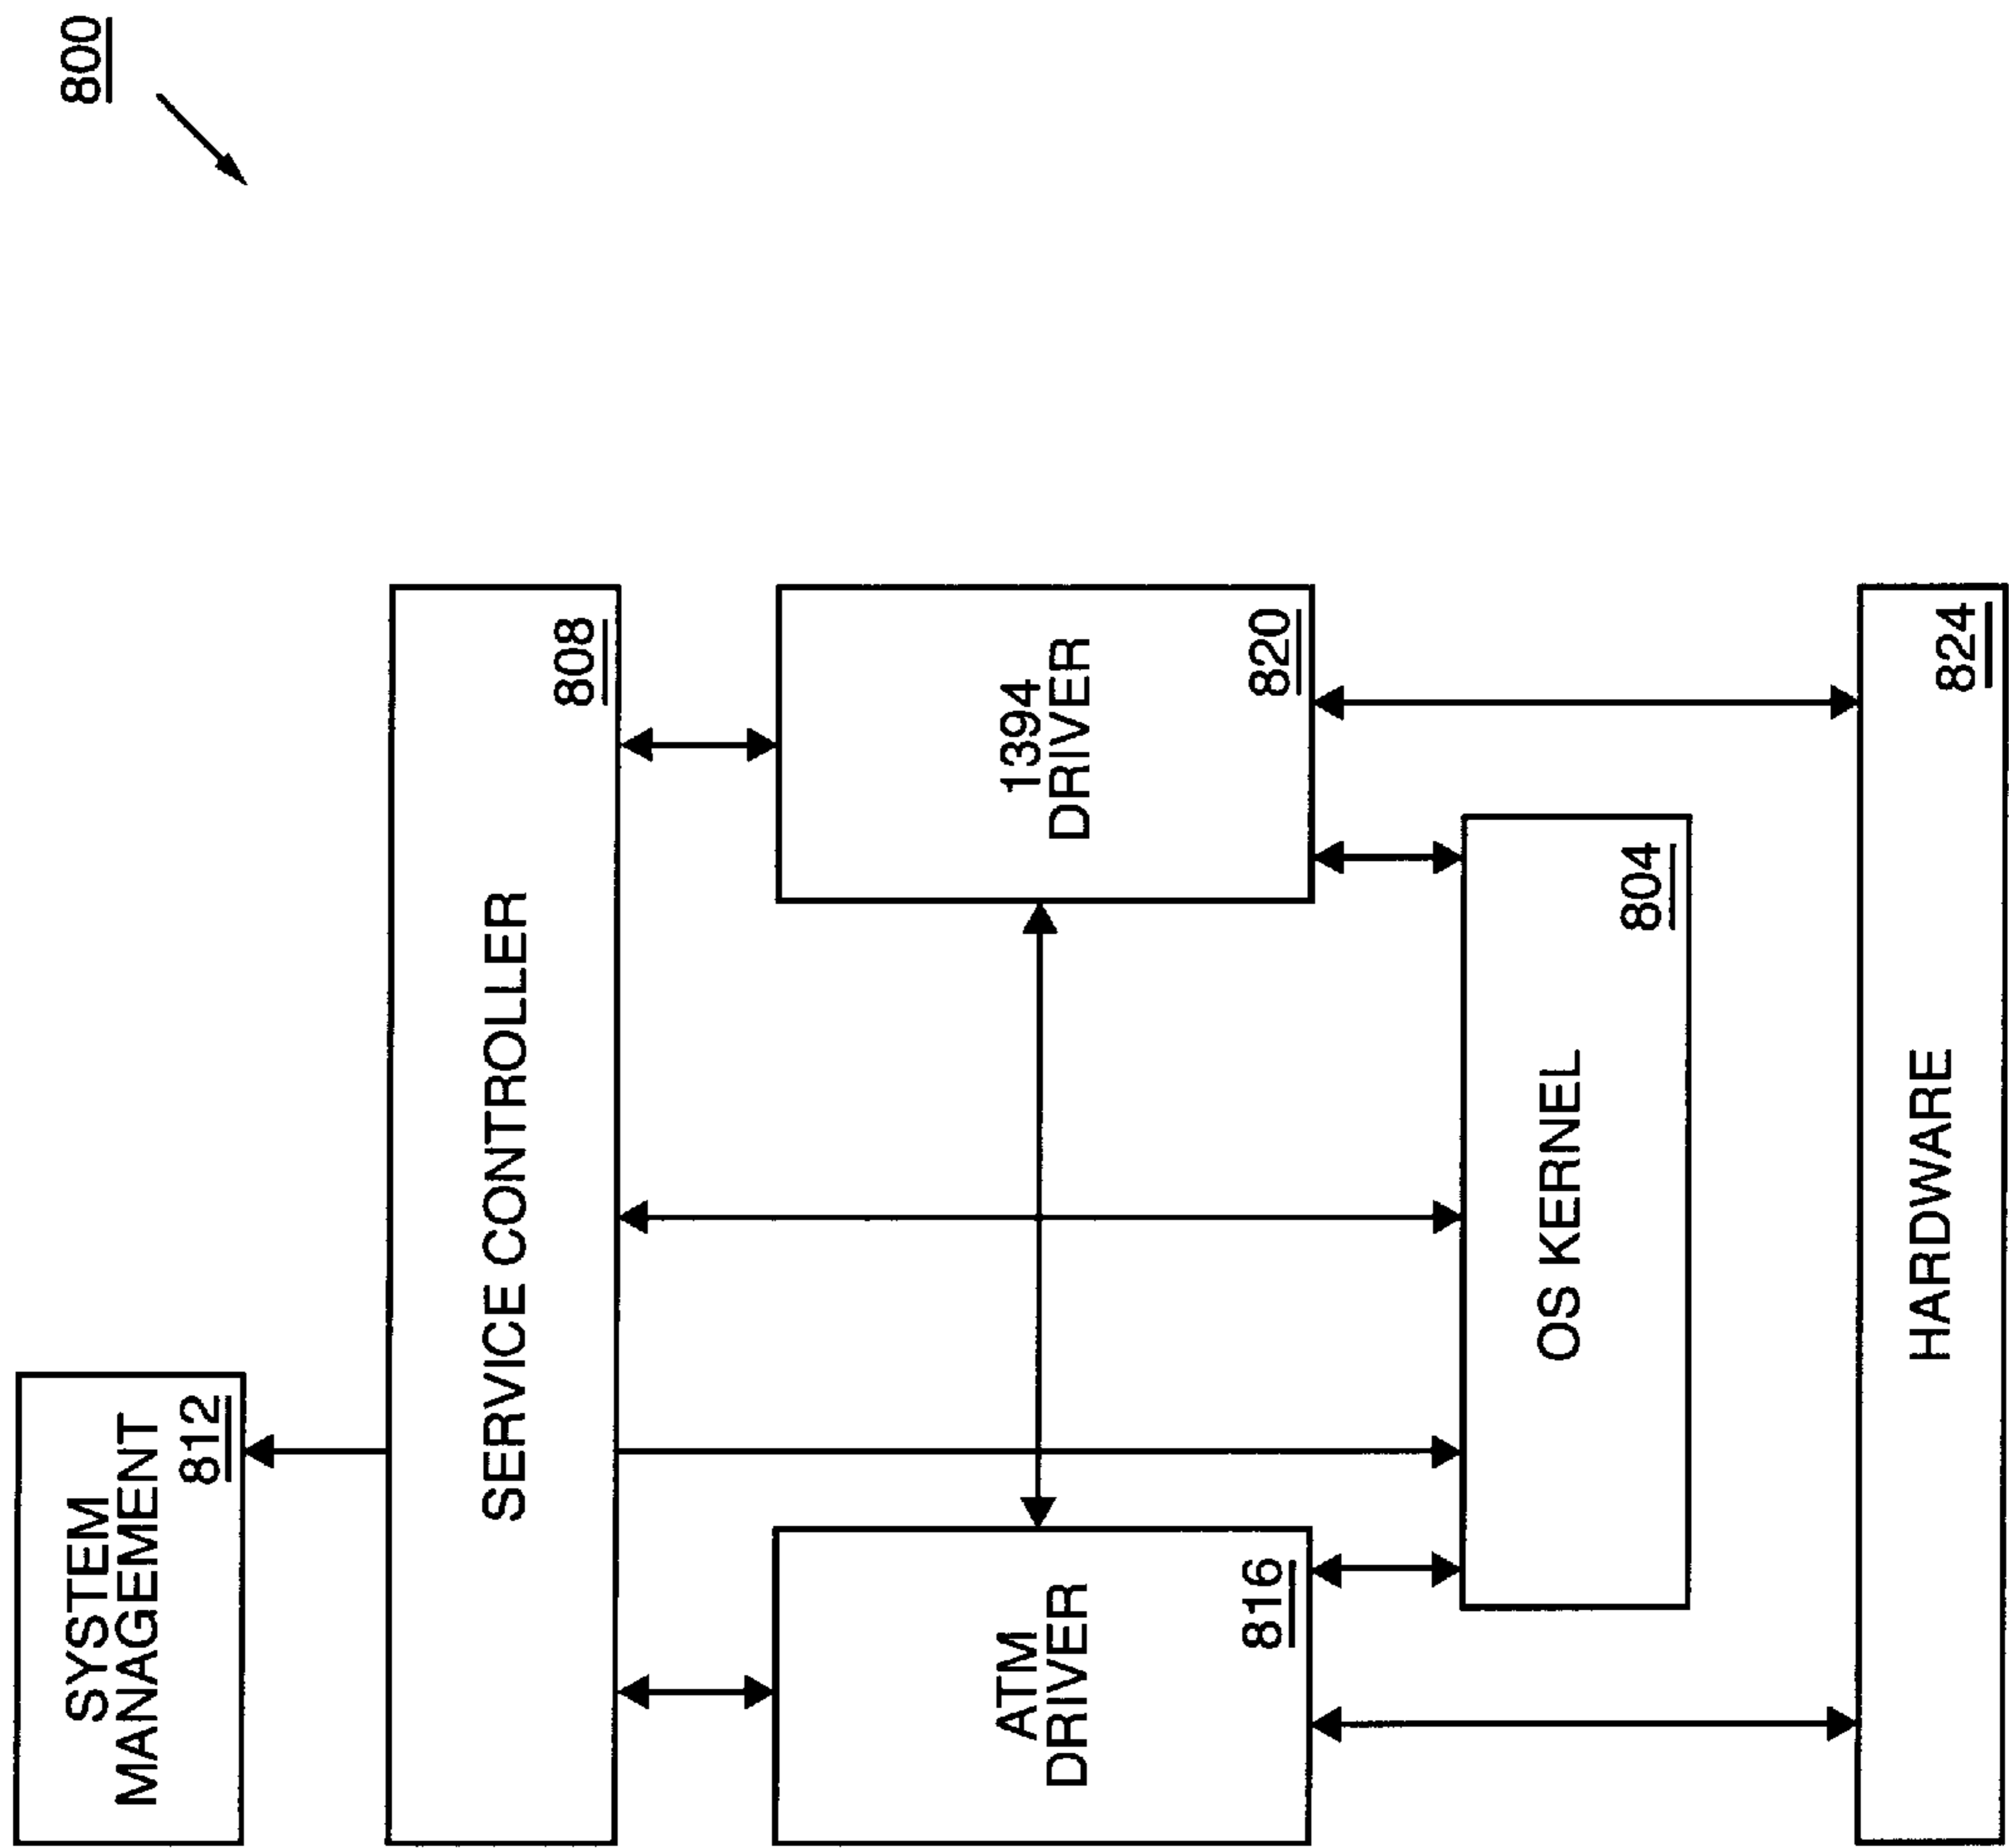 800
SYSTEM
MANAGEMENT
812
SERVICE CONTROLLER
808
ATM
DRIVER
816
1394
DRIVER
820
OS KERNEL
804
HARDWARE
824